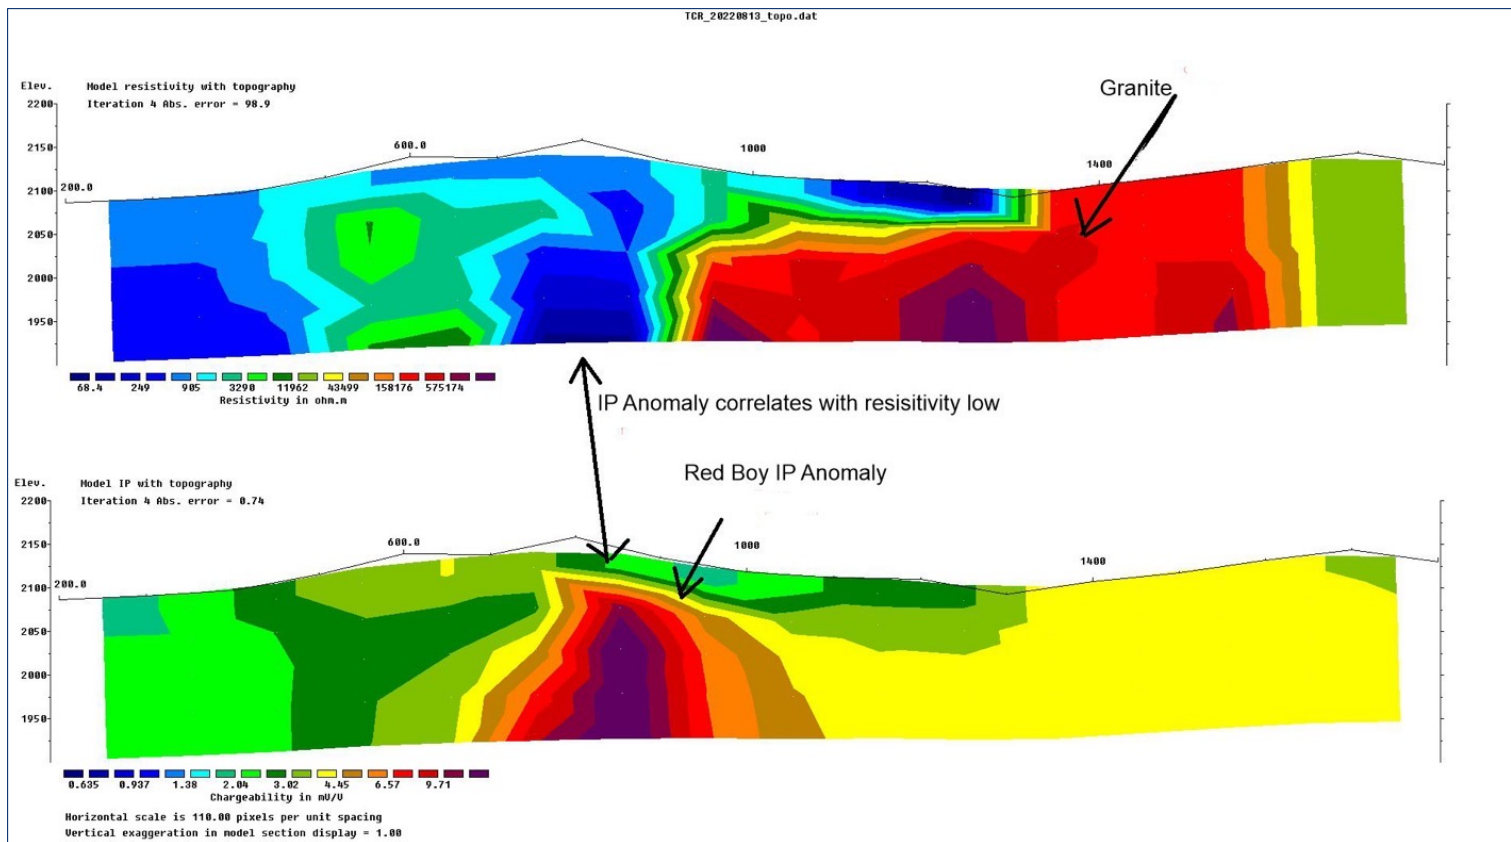 TCR_20220813_topo.dat
Elev. Model resistivity with topography
Iteration 4 Abs. error = 98.9
Granite
2200
2150
2100
2050
2000
1950
200.0
600.0
1000
1400
68.4 249 905 3290 11962 43499 158176 575174
Resistivity in ohm.m
IP Anomaly correlates with resisitivity low
Red Boy IP Anomaly
Elev. Model IP with topography
Iteration 4 Abs. error = 0.74
2200
2150
2100
2050
2000
1950
200.0
600.0
1000
1400
0.635 0.937 1.38 2.04 3.02 4.45 6.57 9.71
Chargeability in mV/V
Horizontal scale is 110.00 pixels per unit spacing
Vertical exaggeration in model section display = 1.00